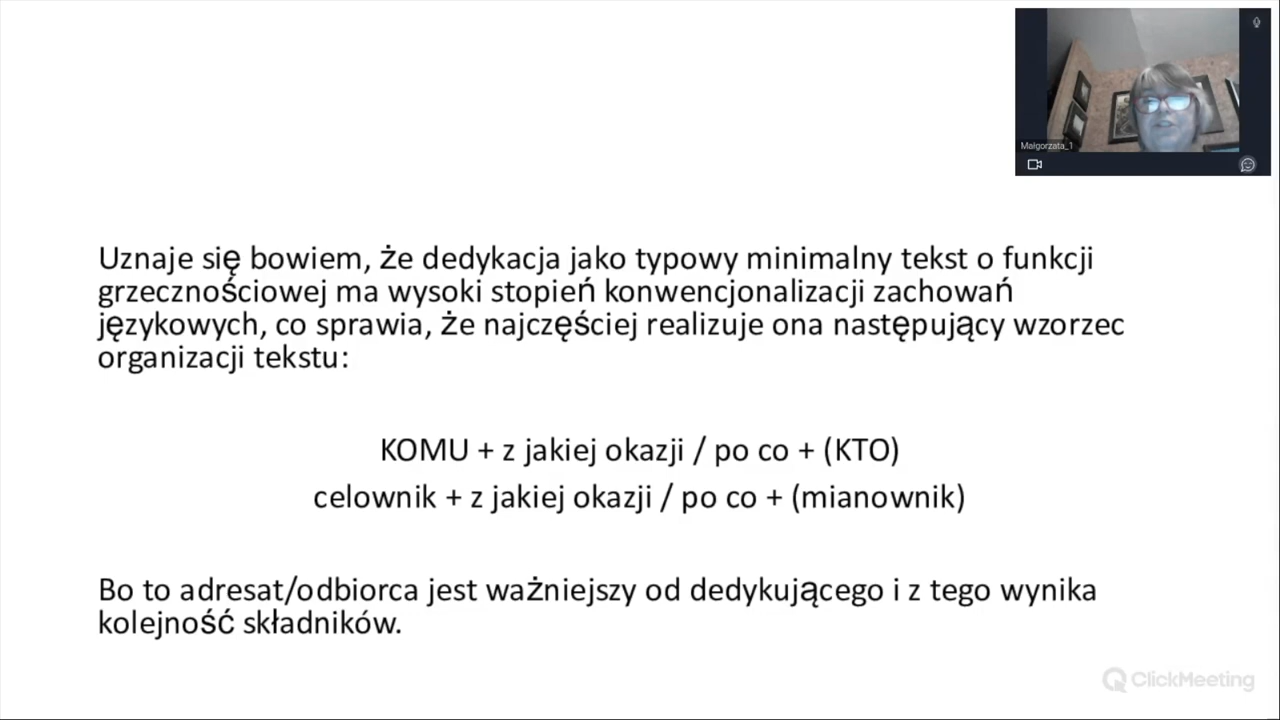 Małgorzata_1
Uznaje się bowiem, że dedykacja jako typowy minimalny tekst o funkcji
grzecznościowej ma wysoki stopień konwencjonalizacji zachowań
językowych, co sprawia, że najczęściej realizuje ona następujący wzorzec
organizacji tekstu:
KOMU + z jakiej okazji / po co + (KTO)
celownik + z jakiej okazji / po co + (mianownik)
Bo to adresat/odbiorca jest ważniejszy od dedykującego i z tego wynika
kolejność składników.
ClickMeeting